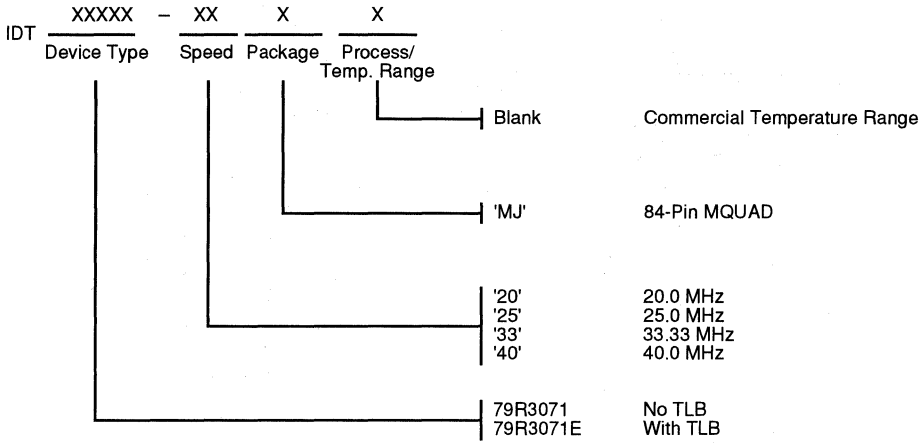 XXXXX – XX X X
IDT
Device Type Speed Package Process/
Temp. Range
Blank Commercial Temperature Range
'MJ' 84-Pin MQUAD
'20' 20.0 MHz
'25' 25.0 MHz
'33' 33.33 MHz
'40' 40.0 MHz
79R3071 No TLB
79R3071E With TLB